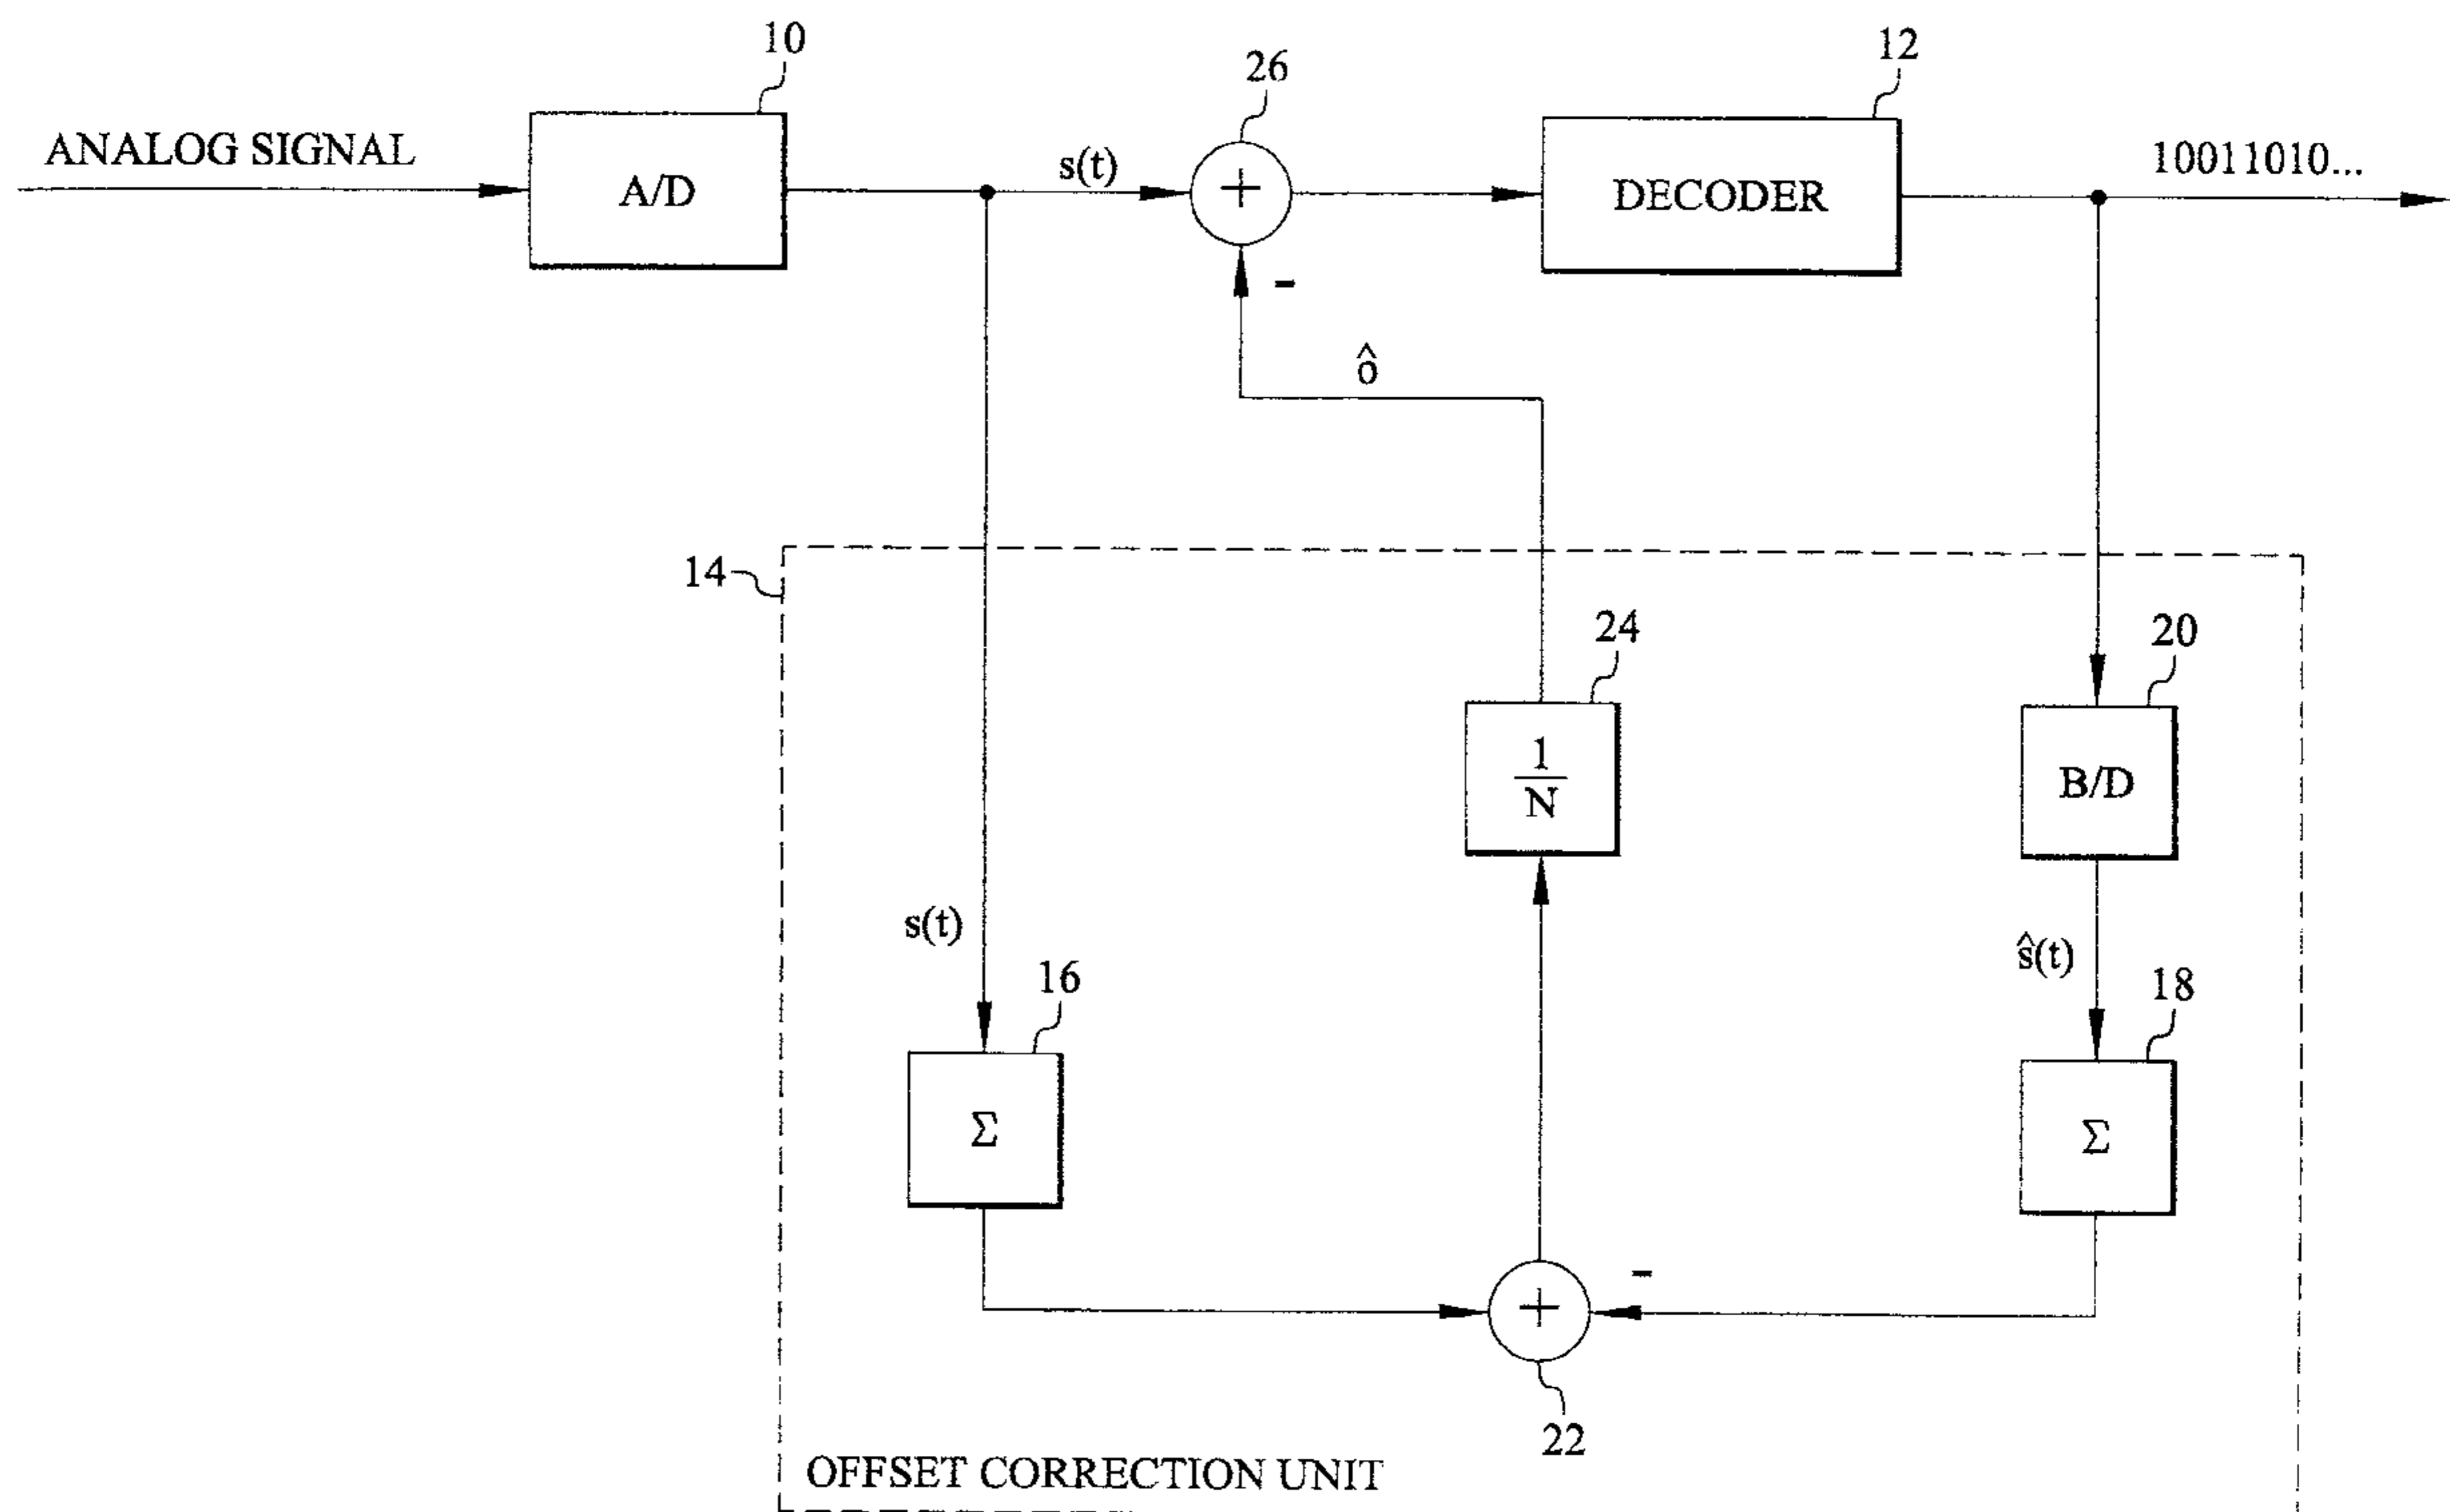 10
26
12
ANALOG SIGNAL
A/D
s(t)
+
DECODER
10011010...
-
ô
14
24
20
1
N
B/D
s(t)
ŝ(t)
16
18
Σ
Σ
-
+
22
OFFSET CORRECTION UNIT